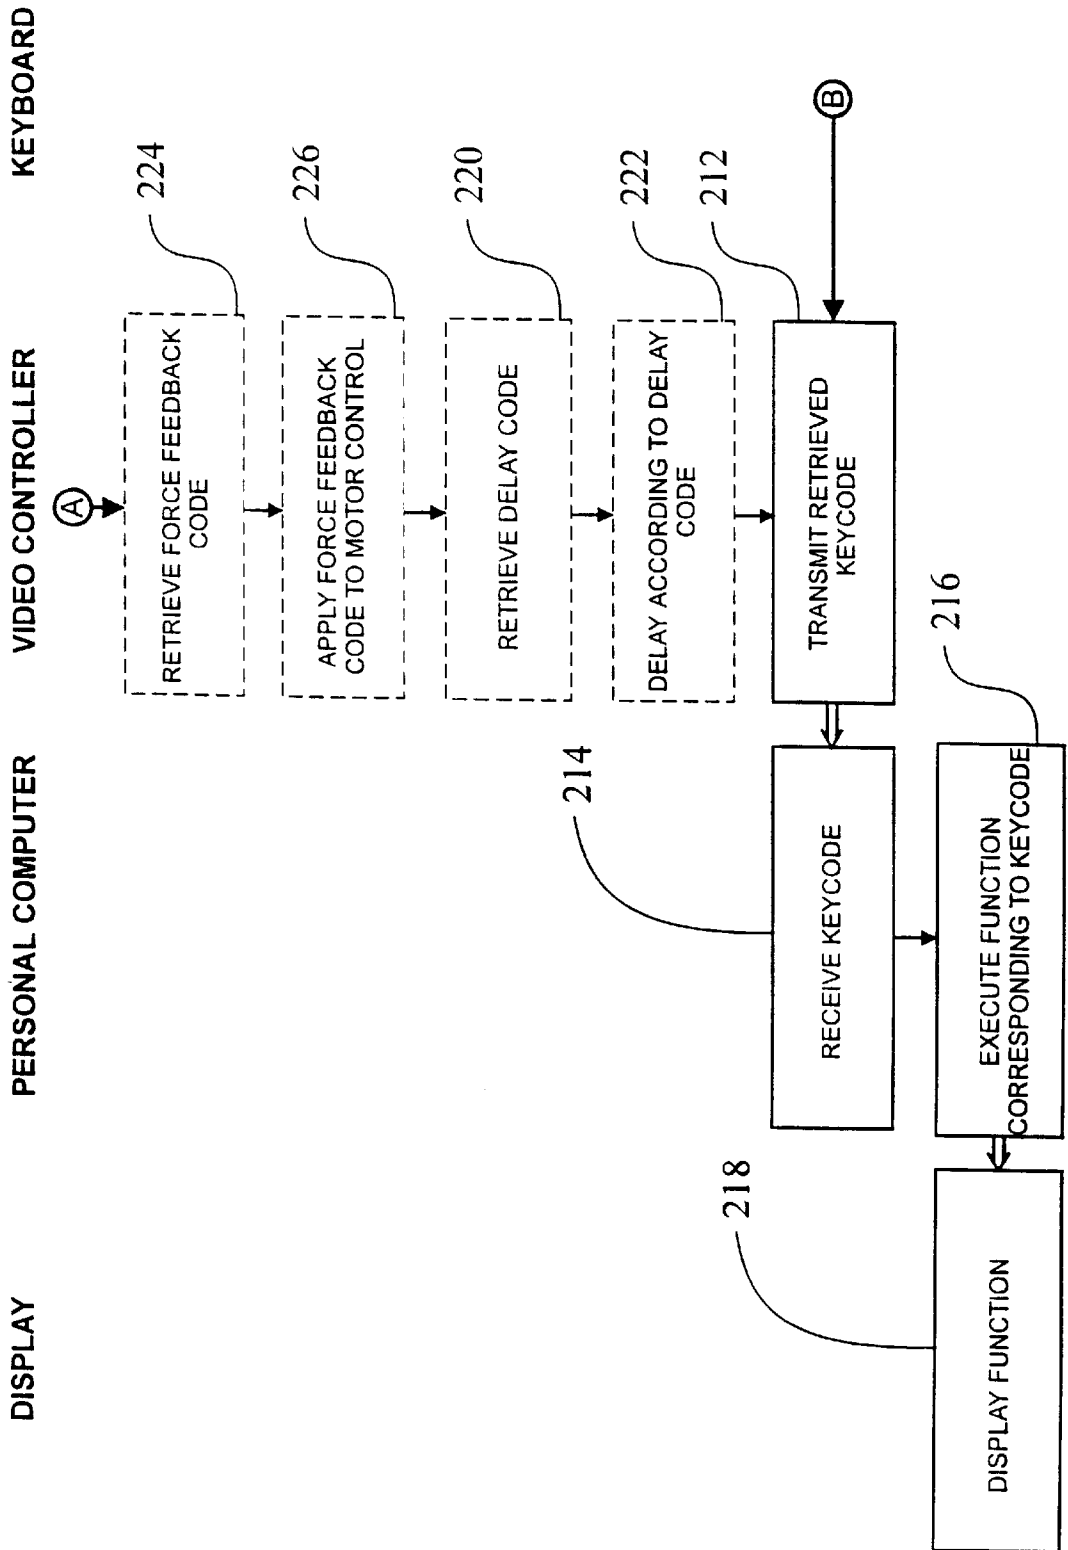 DISPLAY
PERSONAL COMPUTER
VIDEO CONTROLLER
KEYBOARD
A
RETRIEVE FORCE FEEDBACK
CODE
224
APPLY FORCE FEEDBACK
CODE TO MOTOR CONTROL
226
RETRIEVE DELAY CODE
220
DELAY ACCORDING TO DELAY
CODE
222
TRANSMIT RETRIEVED
KEYCODE
212
B
RECEIVE KEYCODE
214
EXECUTE FUNCTION
CORRESPONDING TO KEYCODE
216
DISPLAY FUNCTION
218